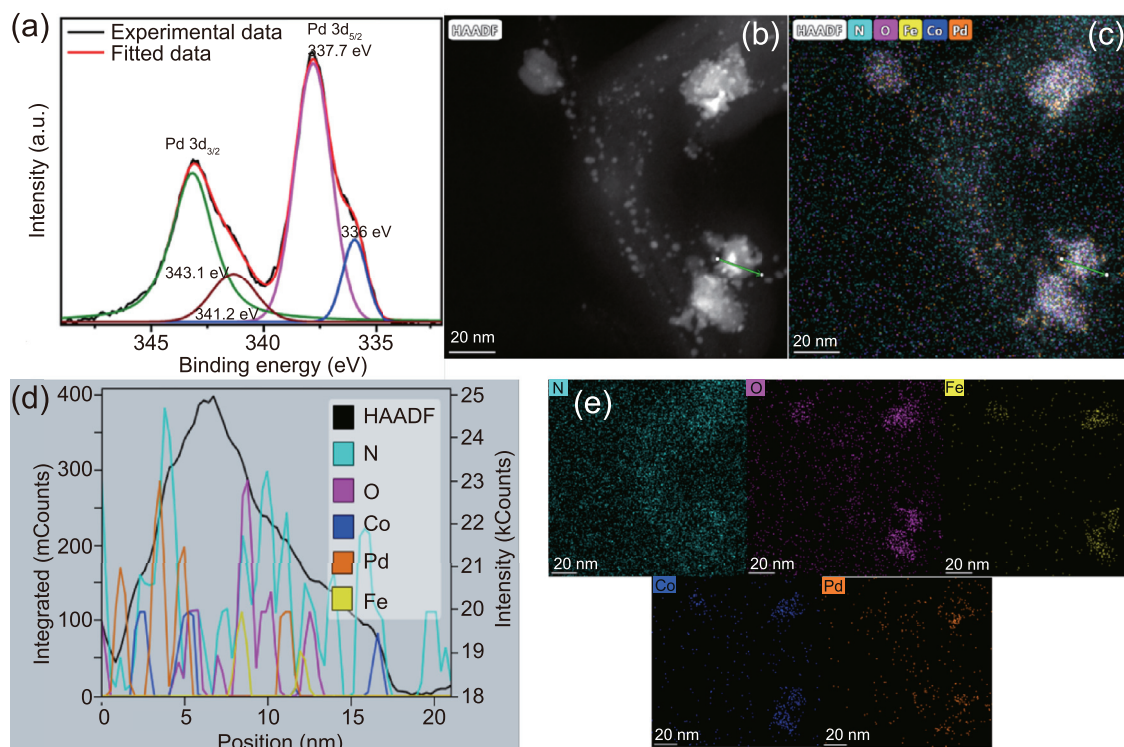 (a)
Experimental data
Fitted data
Pd 3d5/2
237.7 eV
Pd 3d3/2
336 eV
343.1 eV
341.2 eV
Intensity (a.u.)
345 340 335
Binding energy (eV)
HAADF
(b)
20 nm
HAADF N O Fe Co Pd
(c)
20 nm
(d)
400
300
200
100
0
Integrated (mCounts)
HAADF
N
O
Co
Pd
Fe
25
24
23
22
21
20
19
18
Intensity (kCounts)
0 5 10 15 20
Position (nm)
N
(e)
20 nm
O
20 nm
Fe
20 nm
Co
20 nm
Pd
20 nm